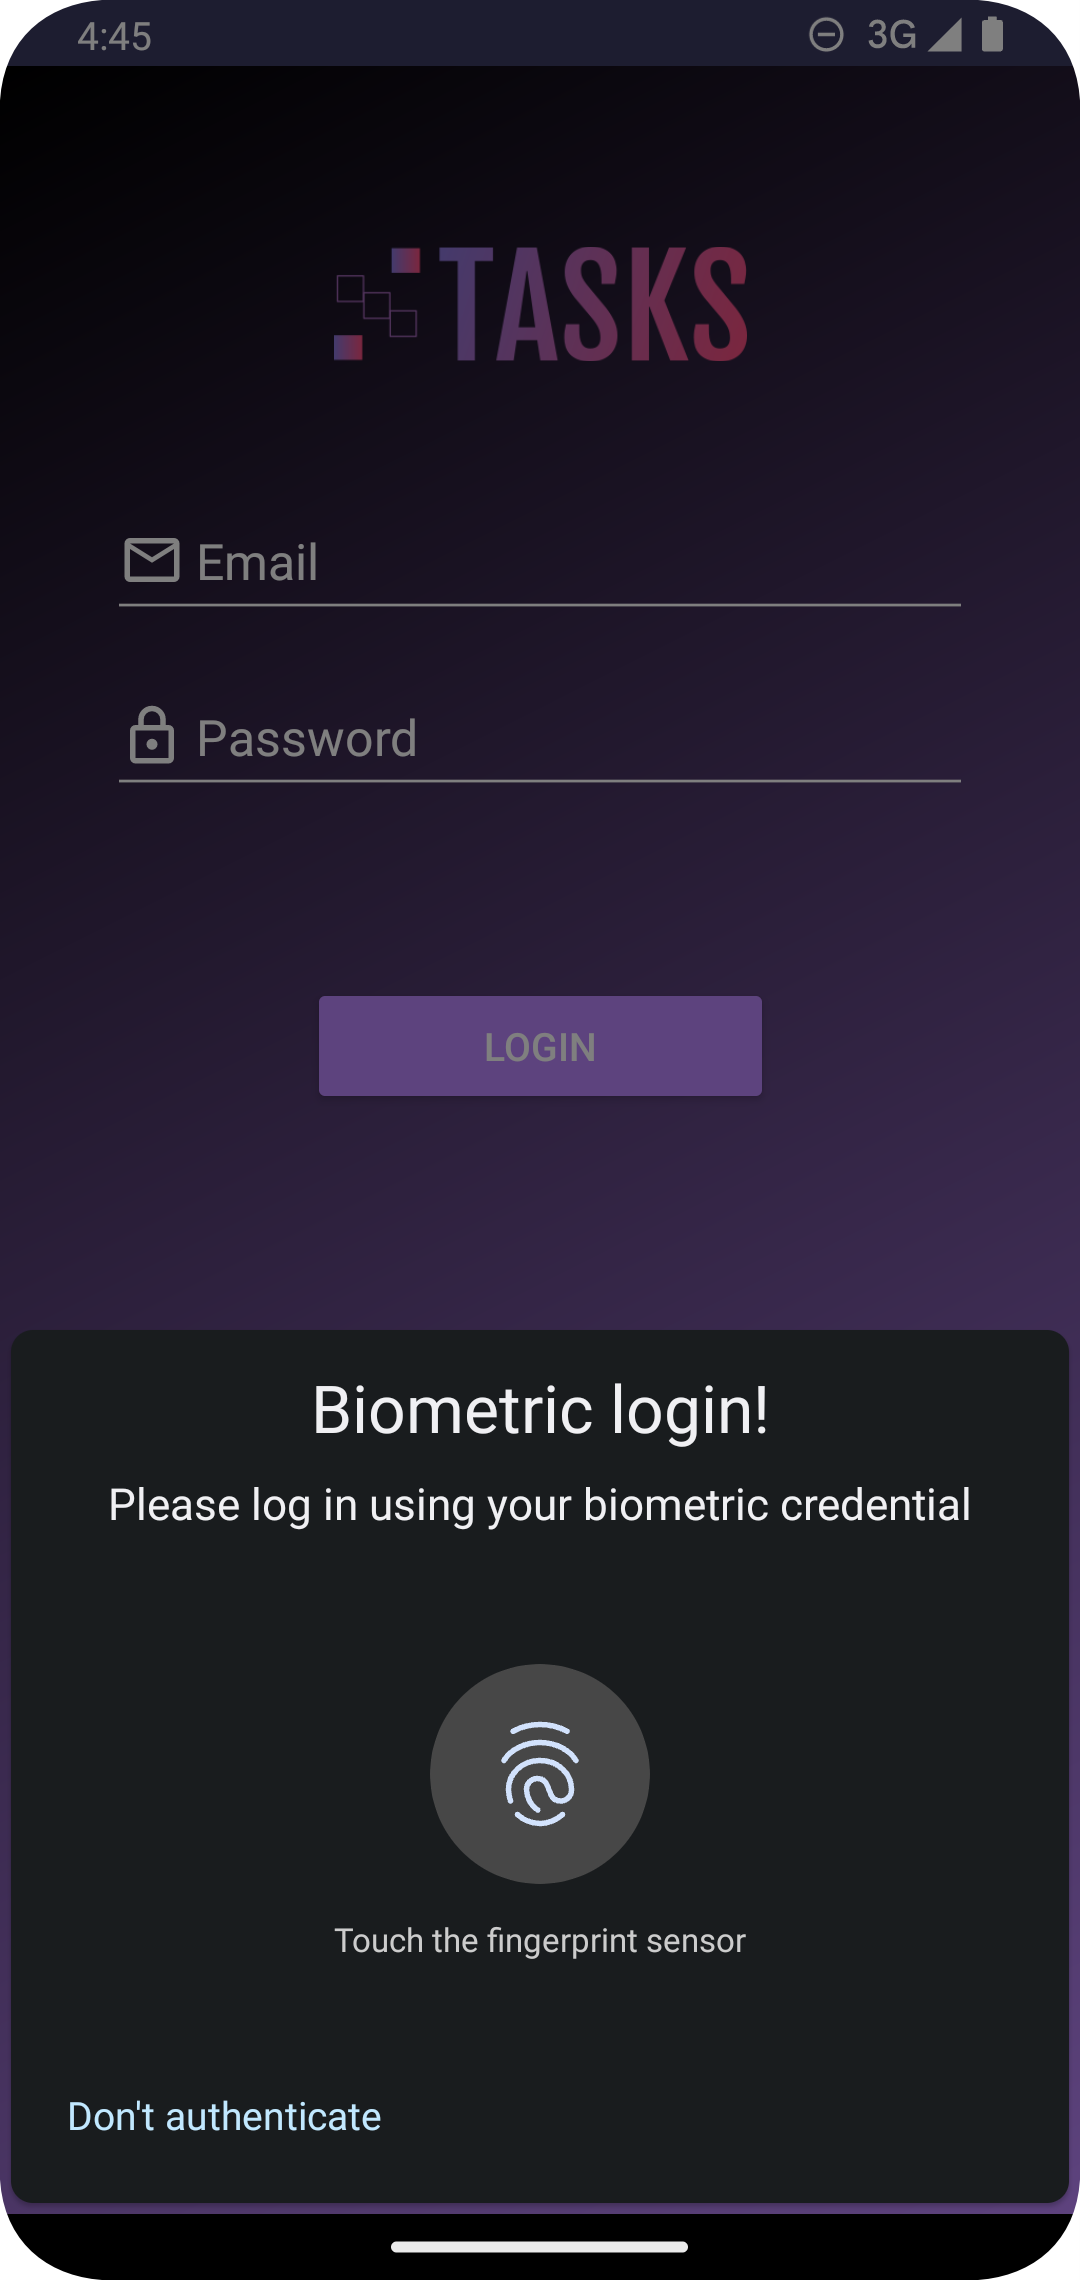 4:45
3G
TASKS
Email
Password
LOGIN
Biometric login!
Please log in using your biometric credential
Touch the fingerprint sensor
Don't authenticate